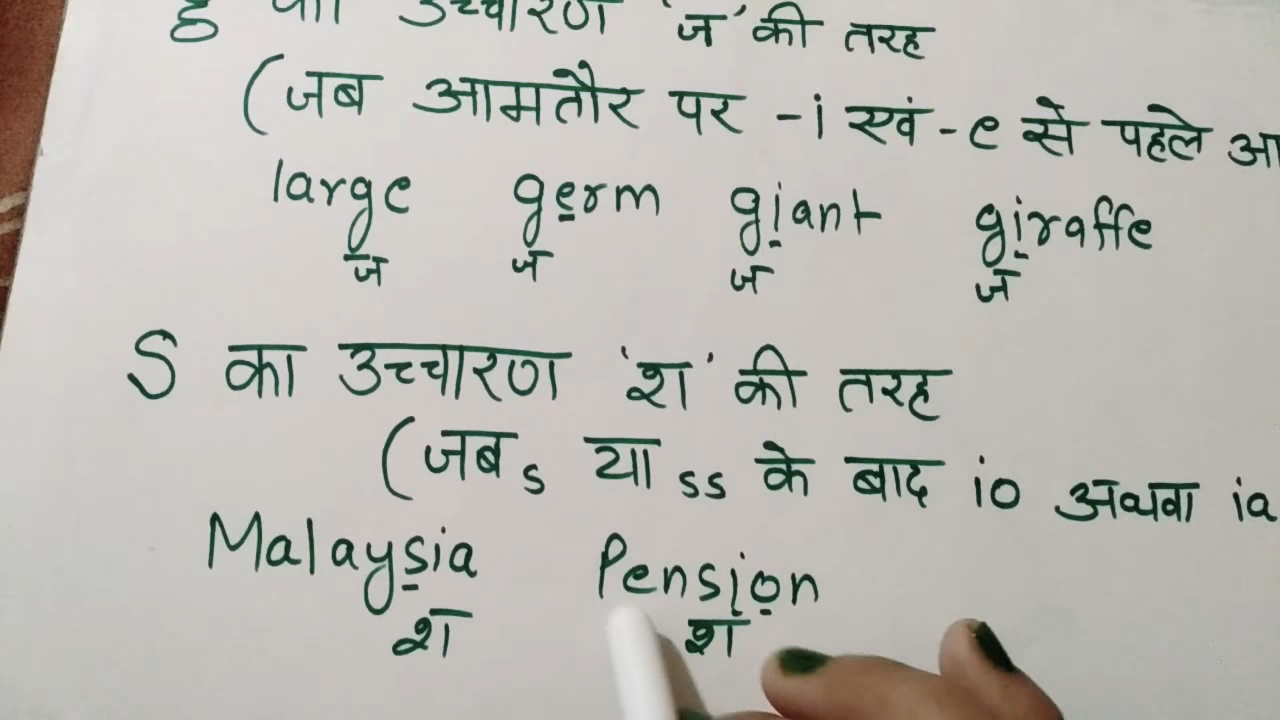 g का उच्चारण 'ज' की तरह
(जब आमतौर पर -i एवं -e से पहले आ
large germ giant giraffe
ज ज ज ज
S का उच्चारण 'श' की तरह
(जब s या ss के बाद io अथवा ia
Malaysia Pension
श श